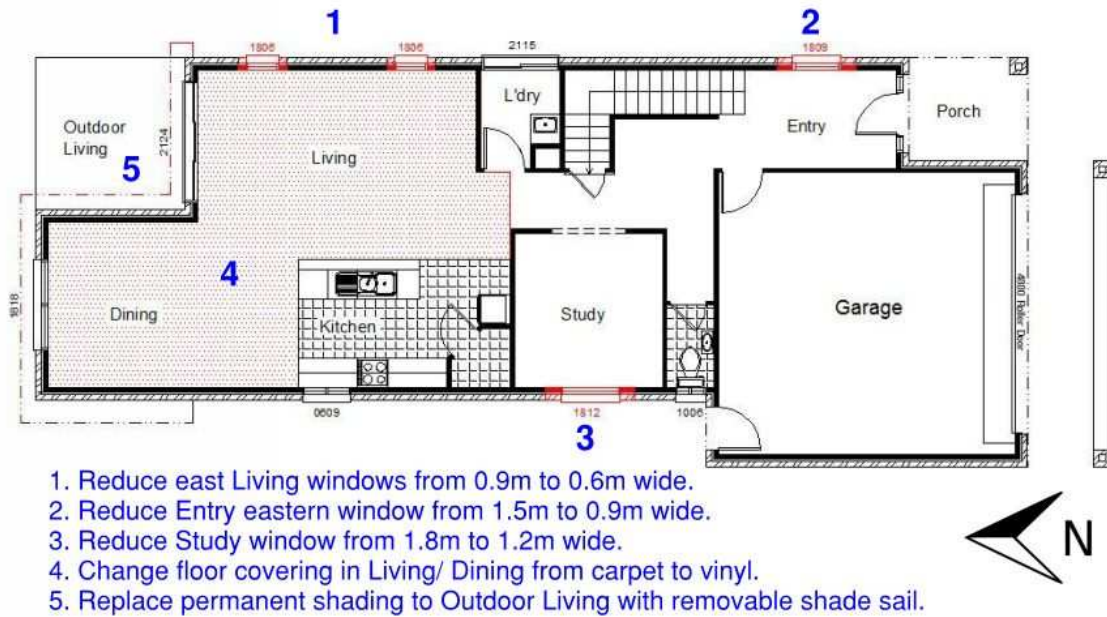 1
2
1806
1806
2115
1809
L'dry
Outdoor
Living
5
2124
Living
Entry
Porch
4
1818
Dining
Kitchen
Study
Garage
4800 Roller Door
0609
1812
1006
3
1. Reduce east Living windows from 0.9m to 0.6m wide.
2. Reduce Entry eastern window from 1.5m to 0.9m wide.
3. Reduce Study window from 1.8m to 1.2m wide.
4. Change floor covering in Living/ Dining from carpet to vinyl.
5. Replace permanent shading to Outdoor Living with removable shade sail.
N